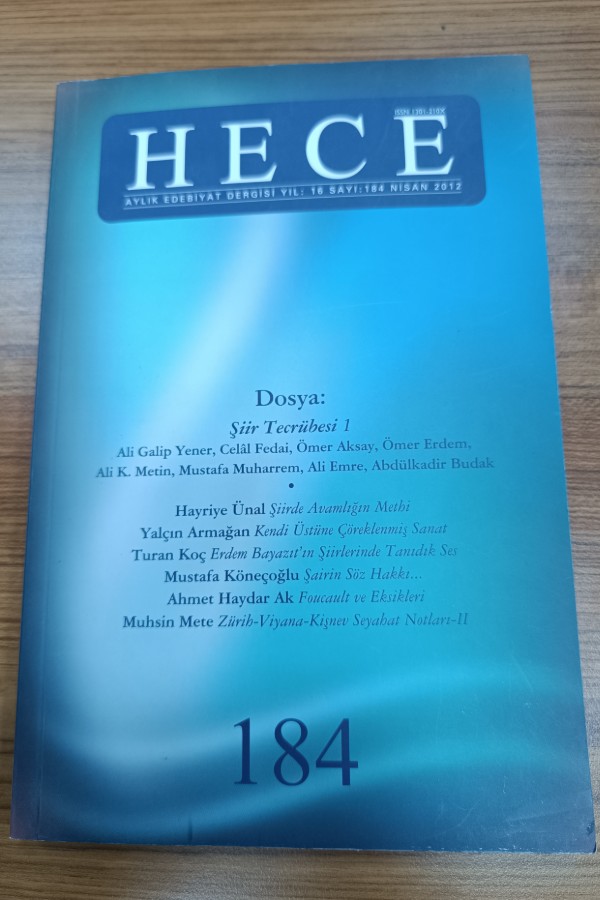 ISSN 1301-210X
HECE
AYLIK EDEBİYAT DERGİSİ YIL: 16 SAYI:184 NİSAN 2012
Dosya:
Şiir Tecrübesi 1
Ali Galip Yener, Celâl Fedai, Ömer Aksay, Ömer Erdem,
Ali K. Metin, Mustafa Muharrem, Ali Emre, Abdülkadir Budak
•
Hayriye Ünal Şiirde Avamlığın Methi
Yalçın Armağan Kendi Üstüne Çöreklenmiş Sanat
Turan Koç Erdem Bayazıt'ın Şiirlerinde Tanıdık Ses
Mustafa Köneçoğlu Şairin Söz Hakkı...
Ahmet Haydar Ak Foucault ve Eksikleri
Muhsin Mete Zürih-Viyana-Kişnev Seyahat Notları-II
184